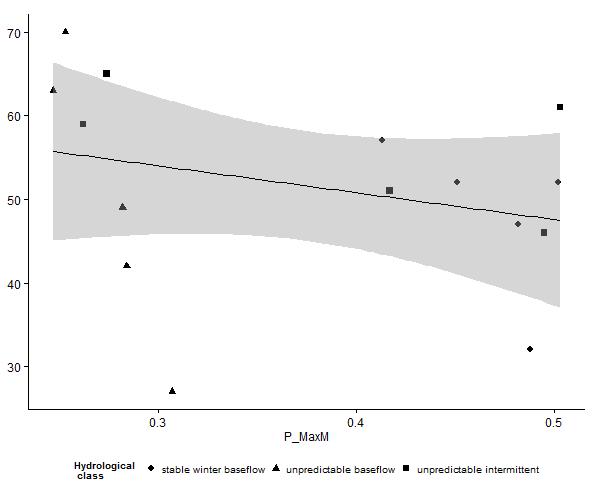 70
60
50
40
30
0.3 0.4 0.5
P_MaxM
Hydrological
class
stable winter baseflow unpredictable baseflow unpredictable intermittent